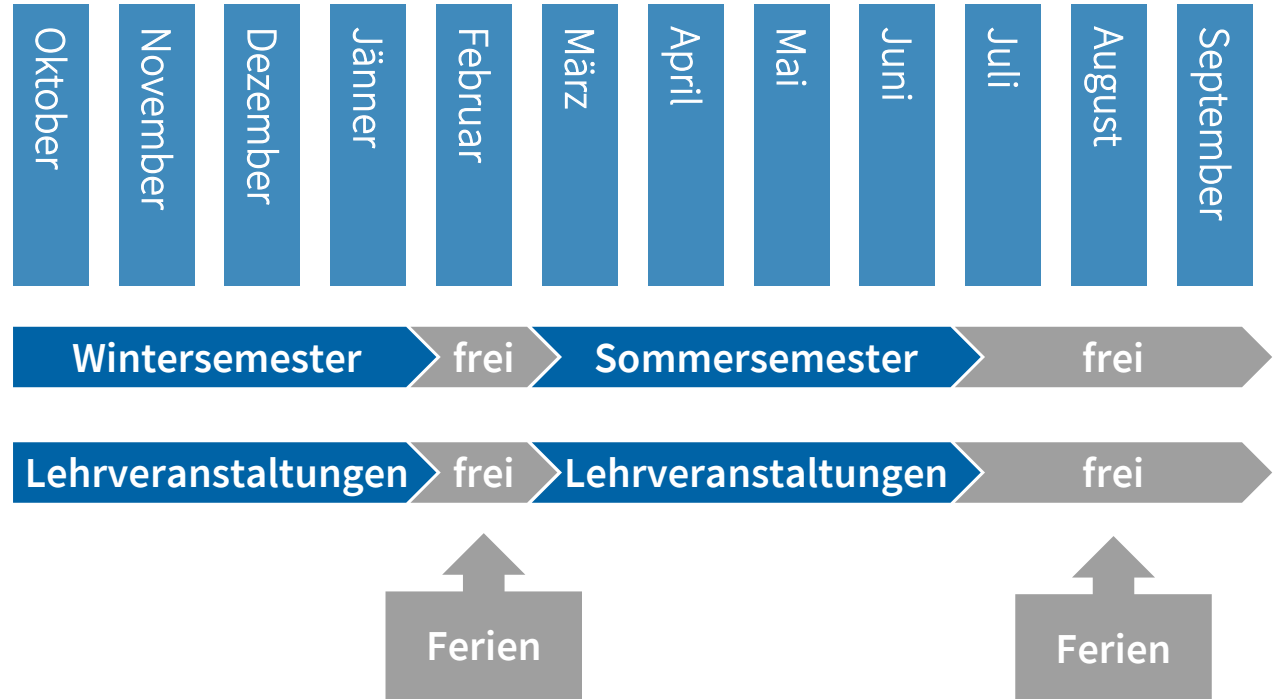 Oktober
November
Dezember
Jänner
Februar
März
April
Mai
Juni
Juli
August
September
Wintersemester frei Sommersemester frei
Lehrveranstaltungen frei Lehrveranstaltungen frei
Ferien Ferien